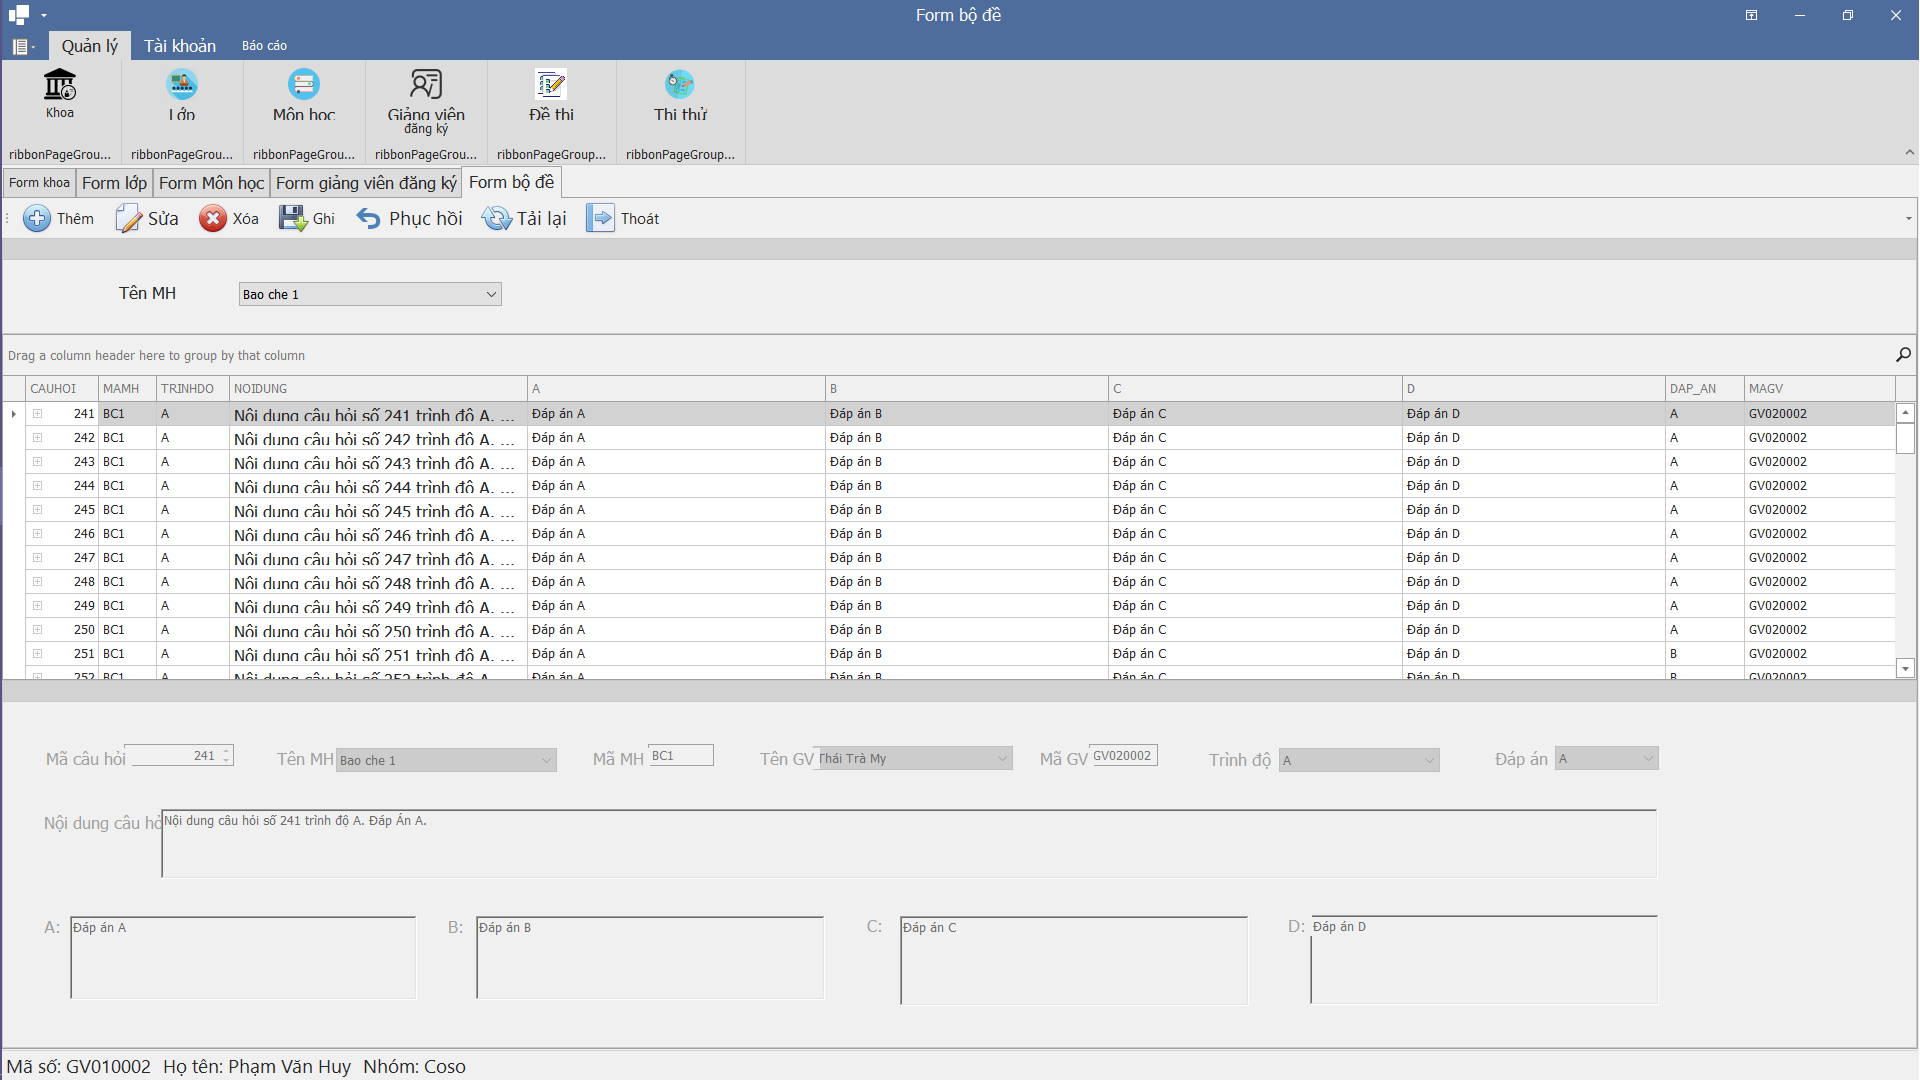 Form bộ đề
Quản lý Tài khoản Báo cáo
Khoa Lớp Môn học Giảng viên đăng ký Đề thi Thi thử
ribbonPageGrou... ribbonPageGrou... ribbonPageGrou... ribbonPageGrou... ribbonPageGroup... ribbonPageGroup...
Form khoa Form lớp Form Môn học Form giảng viên đăng ký Form bộ đề
Thêm Sửa Xóa Ghi Phục hồi Tải lại Thoát
Tên MH Bao che 1
Drag a column header here to group by that column
CAUHOI MAMH TRINHDO NOIDUNG A B C D DAP_AN MAGV
241 BC1 A Nội dung câu hỏi số 241 trình độ A. ... Đáp án A Đáp án B Đáp án C Đáp án D A GV020002
242 BC1 A Nội dung câu hỏi số 242 trình độ A. ... Đáp án A Đáp án B Đáp án C Đáp án D A GV020002
243 BC1 A Nội dung câu hỏi số 243 trình độ A. ... Đáp án A Đáp án B Đáp án C Đáp án D A GV020002
244 BC1 A Nội dung câu hỏi số 244 trình độ A. ... Đáp án A Đáp án B Đáp án C Đáp án D A GV020002
245 BC1 A Nội dung câu hỏi số 245 trình độ A. ... Đáp án A Đáp án B Đáp án C Đáp án D A GV020002
246 BC1 A Nội dung câu hỏi số 246 trình độ A. ... Đáp án A Đáp án B Đáp án C Đáp án D A GV020002
247 BC1 A Nội dung câu hỏi số 247 trình độ A. ... Đáp án A Đáp án B Đáp án C Đáp án D A GV020002
248 BC1 A Nội dung câu hỏi số 248 trình độ A. ... Đáp án A Đáp án B Đáp án C Đáp án D A GV020002
249 BC1 A Nội dung câu hỏi số 249 trình độ A. ... Đáp án A Đáp án B Đáp án C Đáp án D A GV020002
250 BC1 A Nội dung câu hỏi số 250 trình độ A. ... Đáp án A Đáp án B Đáp án C Đáp án D A GV020002
251 BC1 A Nội dung câu hỏi số 251 trình độ A. ... Đáp án A Đáp án B Đáp án C Đáp án D B GV020002
252 BC1 A Nội dung câu hỏi số 252 trình độ A. ... Đáp án A Đáp án B Đáp án C Đáp án D B GV020002
Mã câu hỏi 241 Tên MH Bao che 1 Mã MH BC1 Tên GV Thái Trà My Mã GV GV020002 Trình độ A Đáp án A
Nội dung câu hỏ Nội dung câu hỏi số 241 trình độ A. Đáp Án A.
A: Đáp án A B: Đáp án B C: Đáp án C D: Đáp án D
Mã số: GV010002 Họ tên: Phạm Văn Huy Nhóm: Coso